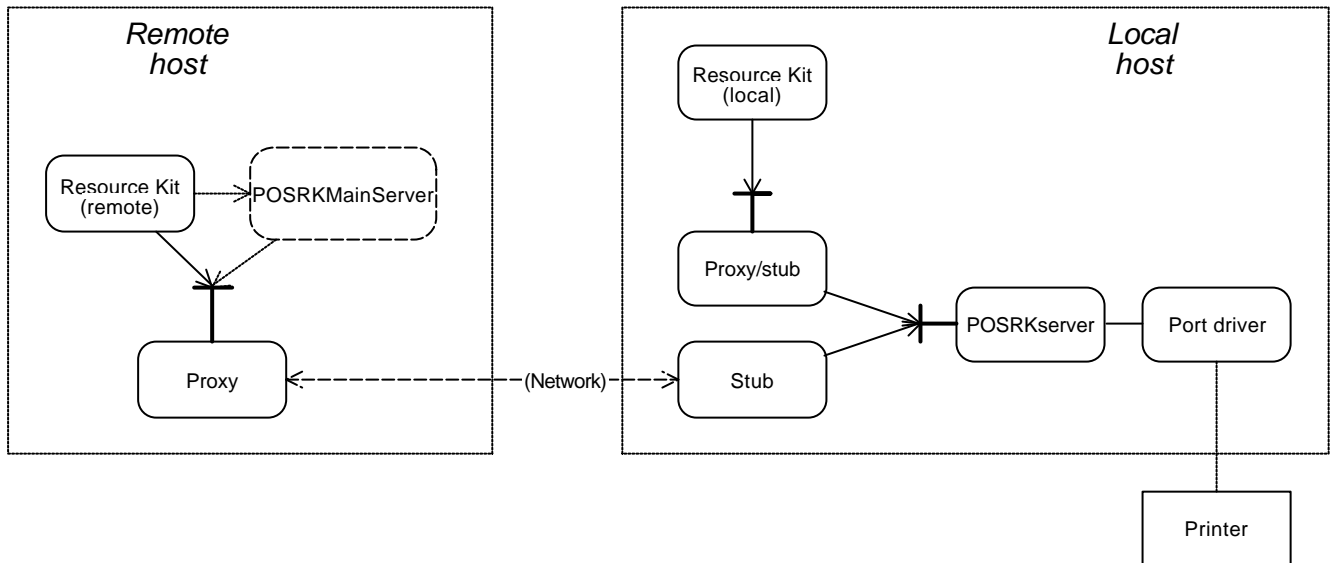 Remote
host
Local
host
Resource Kit
(local)
Resource Kit
(remote)
POSRKMainServer
Proxy/stub
POSRKserver
Port driver
Proxy
(Network)
Stub
Printer